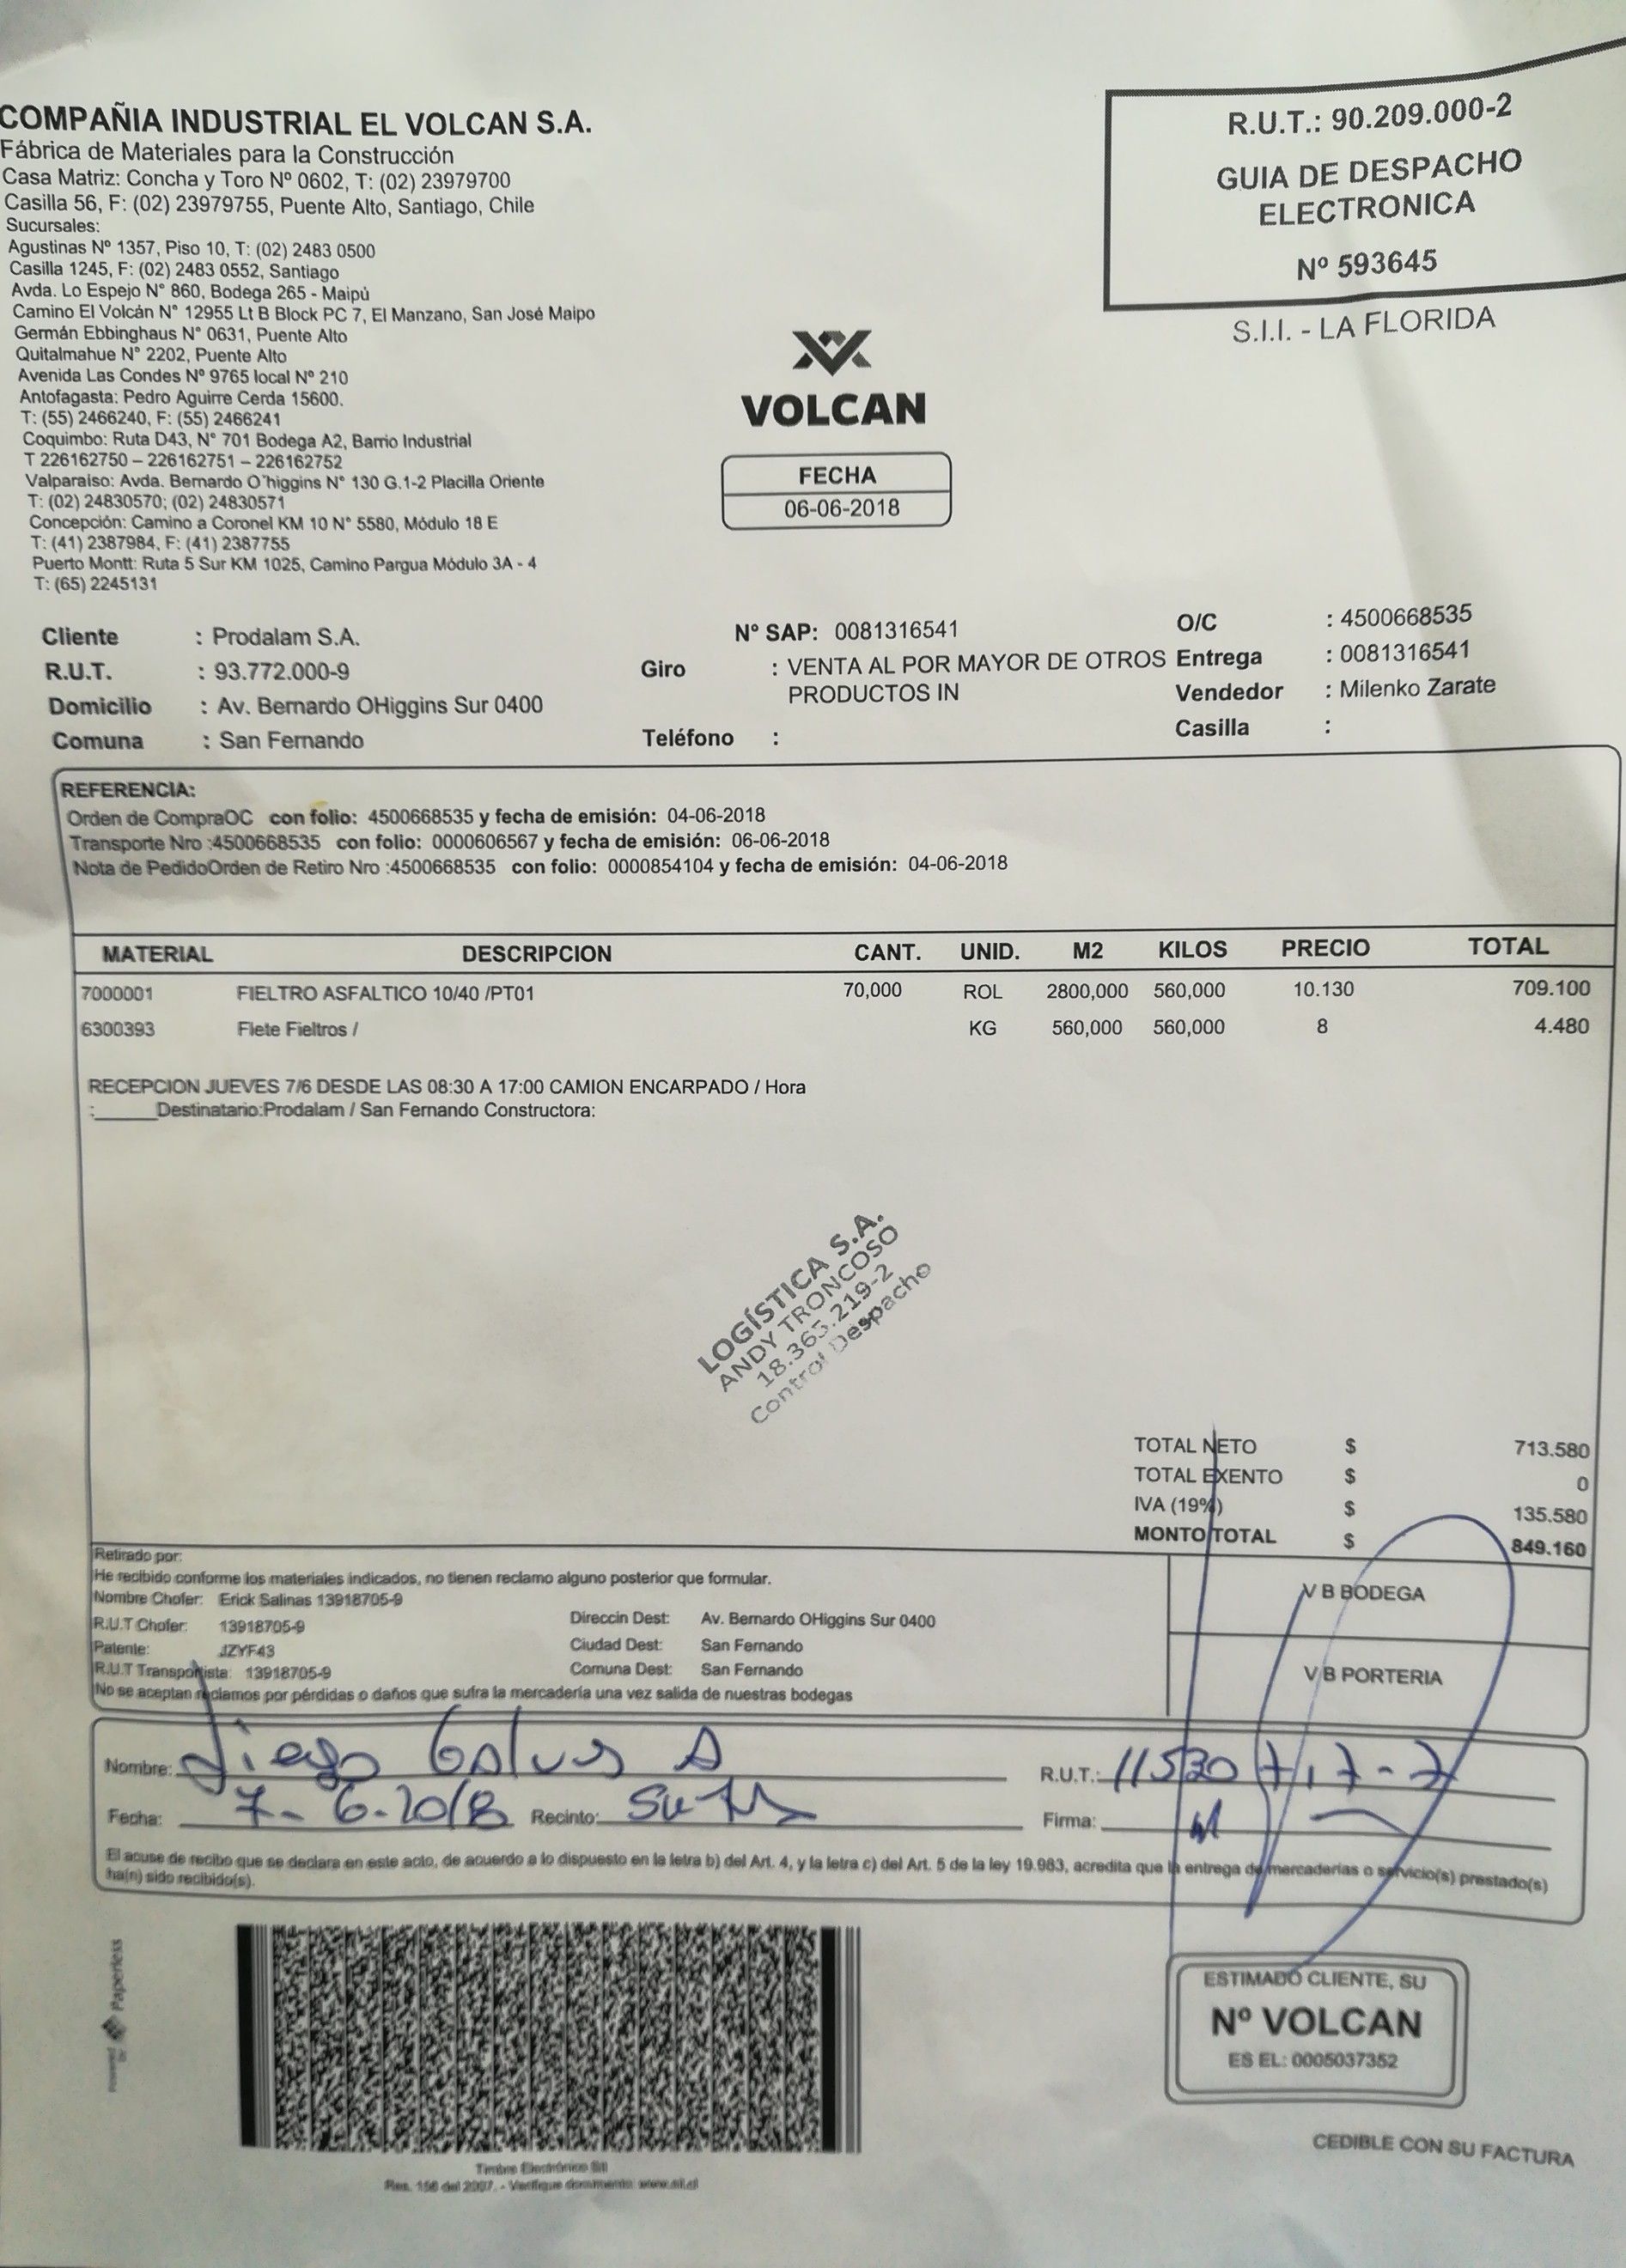 COMPAÑIA INDUSTRIAL EL VOLCAN S.A.
Fábrica de Materiales para la Construcción
Casa Matriz: Concha y Toro Nº 0602, T: (02) 23979700
Casilla 56, F: (02) 23979755, Puente Alto, Santiago, Chile
Sucursales:
Agustinas Nº 1357, Piso 10, T: (02) 2483 0500
Casilla 1245, F: (02) 2483 0552, Santiago
Avda. Lo Espejo N° 860, Bodega 265 - Maipú
Camino El Volcán N° 12955 Lt B Block PC 7, El Manzano, San José Maipo
Germán Ebbinghaus N° 0631, Puente Alto
Quitalmahue N° 2202, Puente Alto
Avenida Las Condes Nº 9765 local Nº 210
Antofagasta: Pedro Aguirre Cerda 15600.
T: (55) 2466240, F: (55) 2466241
Coquimbo: Ruta D43, N° 701 Bodega A2, Barrio Industrial
T 226162750 – 226162751 – 226162752
Valparaíso: Avda. Bernardo O´higgins N° 130 G.1-2 Placilla Oriente
T: (02) 24830570; (02) 24830571
Concepción: Camino a Coronel KM 10 N° 5580, Módulo 18 E
T: (41) 2387984, F: (41) 2387755
Puerto Montt: Ruta 5 Sur KM 1025, Camino Pargua Módulo 3A - 4
T: (65) 2245131
R.U.T.: 90.209.000-2
GUIA DE DESPACHO
ELECTRONICA
Nº 593645
S.I.I. - LA FLORIDA
VOLCAN
FECHA
06-06-2018
Cliente : Prodalam S.A.
R.U.T. : 93.772.000-9
Domicilio : Av. Bernardo OHiggins Sur 0400
Comuna : San Fernando
N° SAP: 0081316541
Giro : VENTA AL POR MAYOR DE OTROS
PRODUCTOS IN
Teléfono :
O/C : 4500668535
Entrega : 0081316541
Vendedor : Milenko Zarate
Casilla :
REFERENCIA:
Orden de CompraOC con folio: 4500668535 y fecha de emisión: 04-06-2018
Transporte Nro :4500668535 con folio: 0000606567 y fecha de emisión: 06-06-2018
Nota de PedidoOrden de Retiro Nro :4500668535 con folio: 0000854104 y fecha de emisión: 04-06-2018
MATERIAL DESCRIPCION CANT. UNID. M2 KILOS PRECIO TOTAL
7000001 FIELTRO ASFALTICO 10/40 /PT01 70,000 ROL 2800,000 560,000 10.130 709.100
6300393 Flete Fieltros / KG 560,000 560,000 8 4.480
RECEPCION JUEVES 7/6 DESDE LAS 08:30 A 17:00 CAMION ENCARPADO / Hora
:______Destinatario:Prodalam / San Fernando Constructora:
LOGÍSTICA S.A.
ANDY TRONCOSO
18.365.219-2
Control Despacho
TOTAL NETO $ 713.580
TOTAL EXENTO $ 0
IVA (19%) $ 135.580
MONTO TOTAL $ 849.160
Retirado por:
He recibido conforme los materiales indicados, no tienen reclamo alguno posterior que formular.
Nombre Chofer: Erick Salinas 13918705-9
R.U.T Chofer: 13918705-9
Patente: JZYF43
R.U.T Transportista: 13918705-9
Direccin Dest: Av. Bernardo OHiggins Sur 0400
Ciudad Dest: San Fernando
Comuna Dest: San Fernando
No se aceptan reclamos por pérdidas o daños que sufra la mercadería una vez salida de nuestras bodegas
V B BODEGA
V B PORTERIA
Nombre: Diego
R.U.T.:
Fecha: 7-6-2018 Recinto:
Firma:
El acuse de recibo que se declara en este acto, de acuerdo a lo dispuesto en la letra b) del Art. 4, y la letra c) del Art. 5 de la ley 19.983, acredita que la entrega de mercaderías o servicio(s) prestado(s)
ha(n) sido recibido(s).
Powered by Paperless
Timbre Electrónico SII
Res. 156 del 2007. - Verifique documento: www.sii.cl
ESTIMADO CLIENTE, SU
Nº VOLCAN
ES EL: 0005037352
CEDIBLE CON SU FACTURA